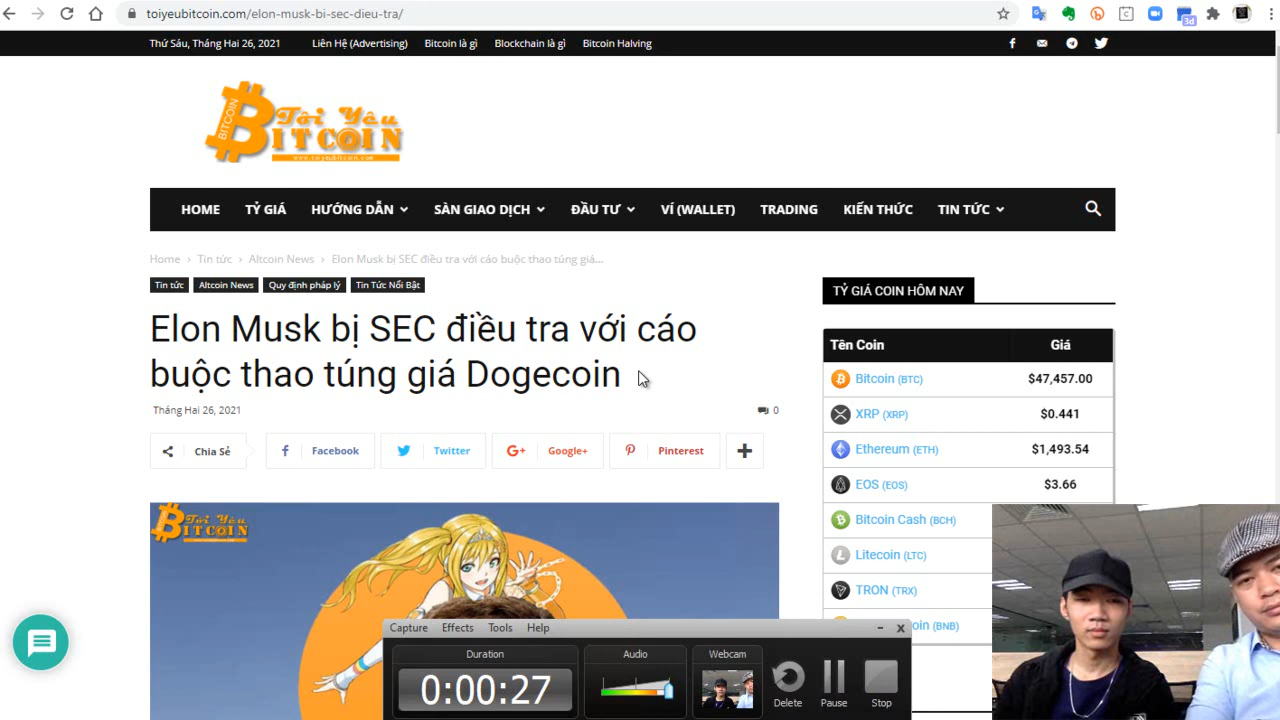 toiyeubitcoin.com/elon-musk-bi-sec-dieu-tra/
3d
Thứ Sáu, Tháng Hai 26, 2021
Liên Hệ (Advertising)
Bitcoin là gì
Blockchain là gì
Bitcoin Halving
BITCOIN
Tôi Yêu
BITCOIN
www.toiyeubitcoin.com
HOME
TỶ GIÁ
HƯỚNG DẪN
SÀN GIAO DỊCH
ĐẦU TƯ
VÍ (WALLET)
TRADING
KIẾN THỨC
TIN TỨC
Home › Tin tức › Altcoin News › Elon Musk bị SEC điều tra với cáo buộc thao túng giá...
Tin tức
Altcoin News
Quy định pháp lý
Tin Tức Nổi Bật
Elon Musk bị SEC điều tra với cáo
buộc thao túng giá Dogecoin
Tháng Hai 26, 2021
0
Chia Sẻ
Facebook
Twitter
Google+
Pinterest
TỶ GIÁ COIN HÔM NAY
Tên Coin Giá
Bitcoin (BTC) $47,457.00
XRP (XRP) $0.441
Ethereum (ETH) $1,493.54
EOS (EOS) $3.66
Bitcoin Cash (BCH)
Litecoin (LTC)
TRON (TRX)
oin (BNB)
Tôi Yêu
BITCOIN
Capture Effects Tools Help
Duration
0:00:27
Audio
Webcam
Delete
Pause
Stop